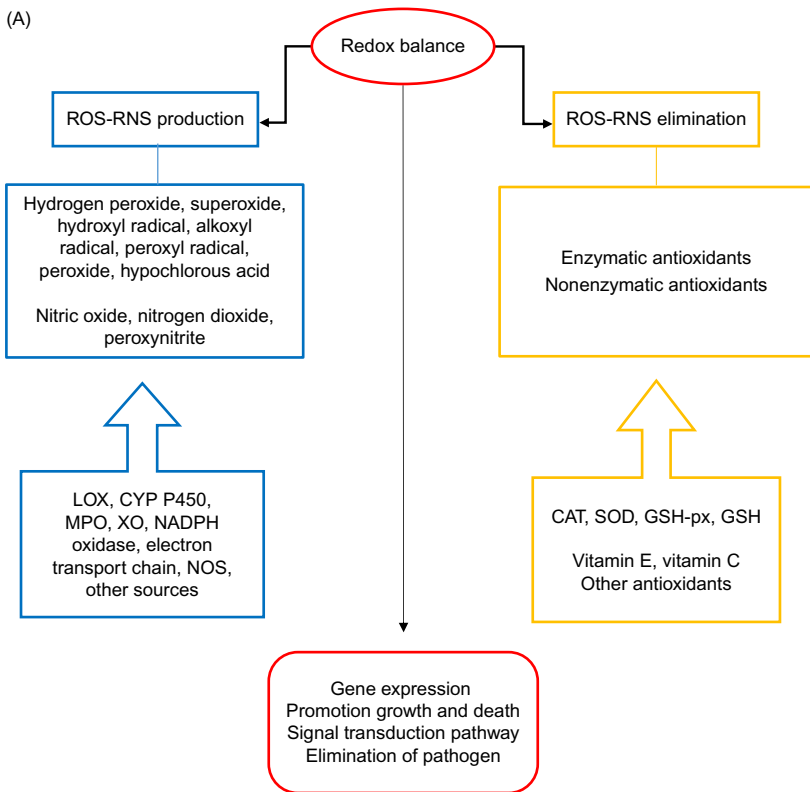 (A)
Redox balance
ROS-RNS production
ROS-RNS elimination
Hydrogen peroxide, superoxide,
hydroxyl radical, alkoxyl
radical, peroxyl radical,
peroxide, hypochlorous acid
Nitric oxide, nitrogen dioxide,
peroxynitrite
Enzymatic antioxidants
Nonenzymatic antioxidants
LOX, CYP P450,
MPO, XO, NADPH
oxidase, electron
transport chain, NOS,
other sources
CAT, SOD, GSH-px, GSH
Vitamin E, vitamin C
Other antioxidants
Gene expression
Promotion growth and death
Signal transduction pathway
Elimination of pathogen